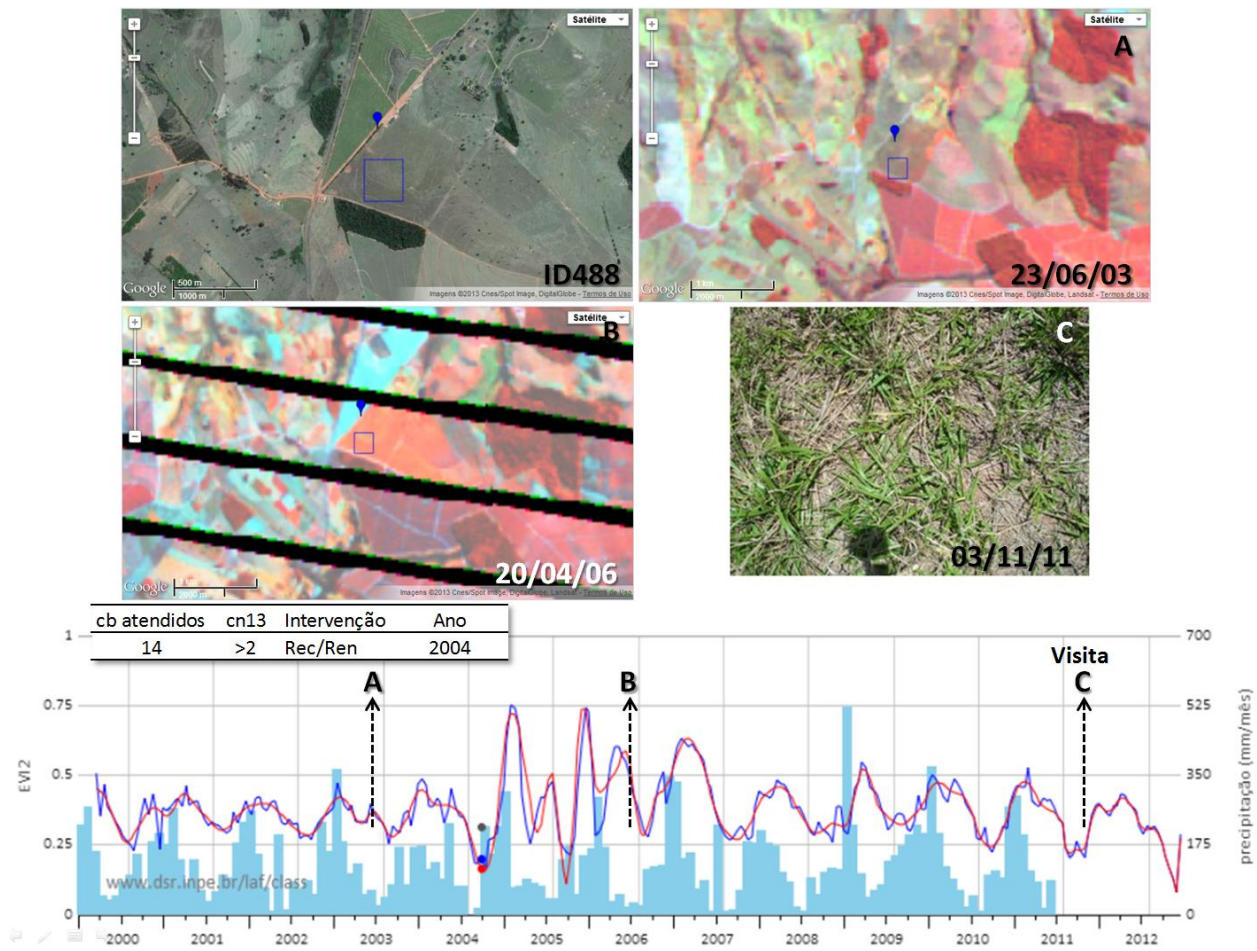 Satélite
500 m
1000 m
Google
ID488
Imagens ©2013 Cnes/Spot Image, DigitalGlobe - Termos de Uso
Satélite
A
1 km
2000 m
Google
23/06/03
Imagens ©2013 Cnes/Spot Image, DigitalGlobe, Landsat - Termos de Uso
Satélite
B
2000 m
Google
20/04/06
Imagens ©2013 Cnes/Spot Image, DigitalGlobe, Landsat - Termos de Uso
C
03/11/11
cb atendidos cn13 Intervenção Ano
14 >2 Rec/Ren 2004
1 700
Visita
A B C
0.75 525
0.5 350
0.25 175
0 0
EVI2
precipitação (mm/mês)
www.dsr.inpe.br/laf/class
2000 2001 2002 2003 2004 2005 2006 2007 2008 2009 2010 2011 2012